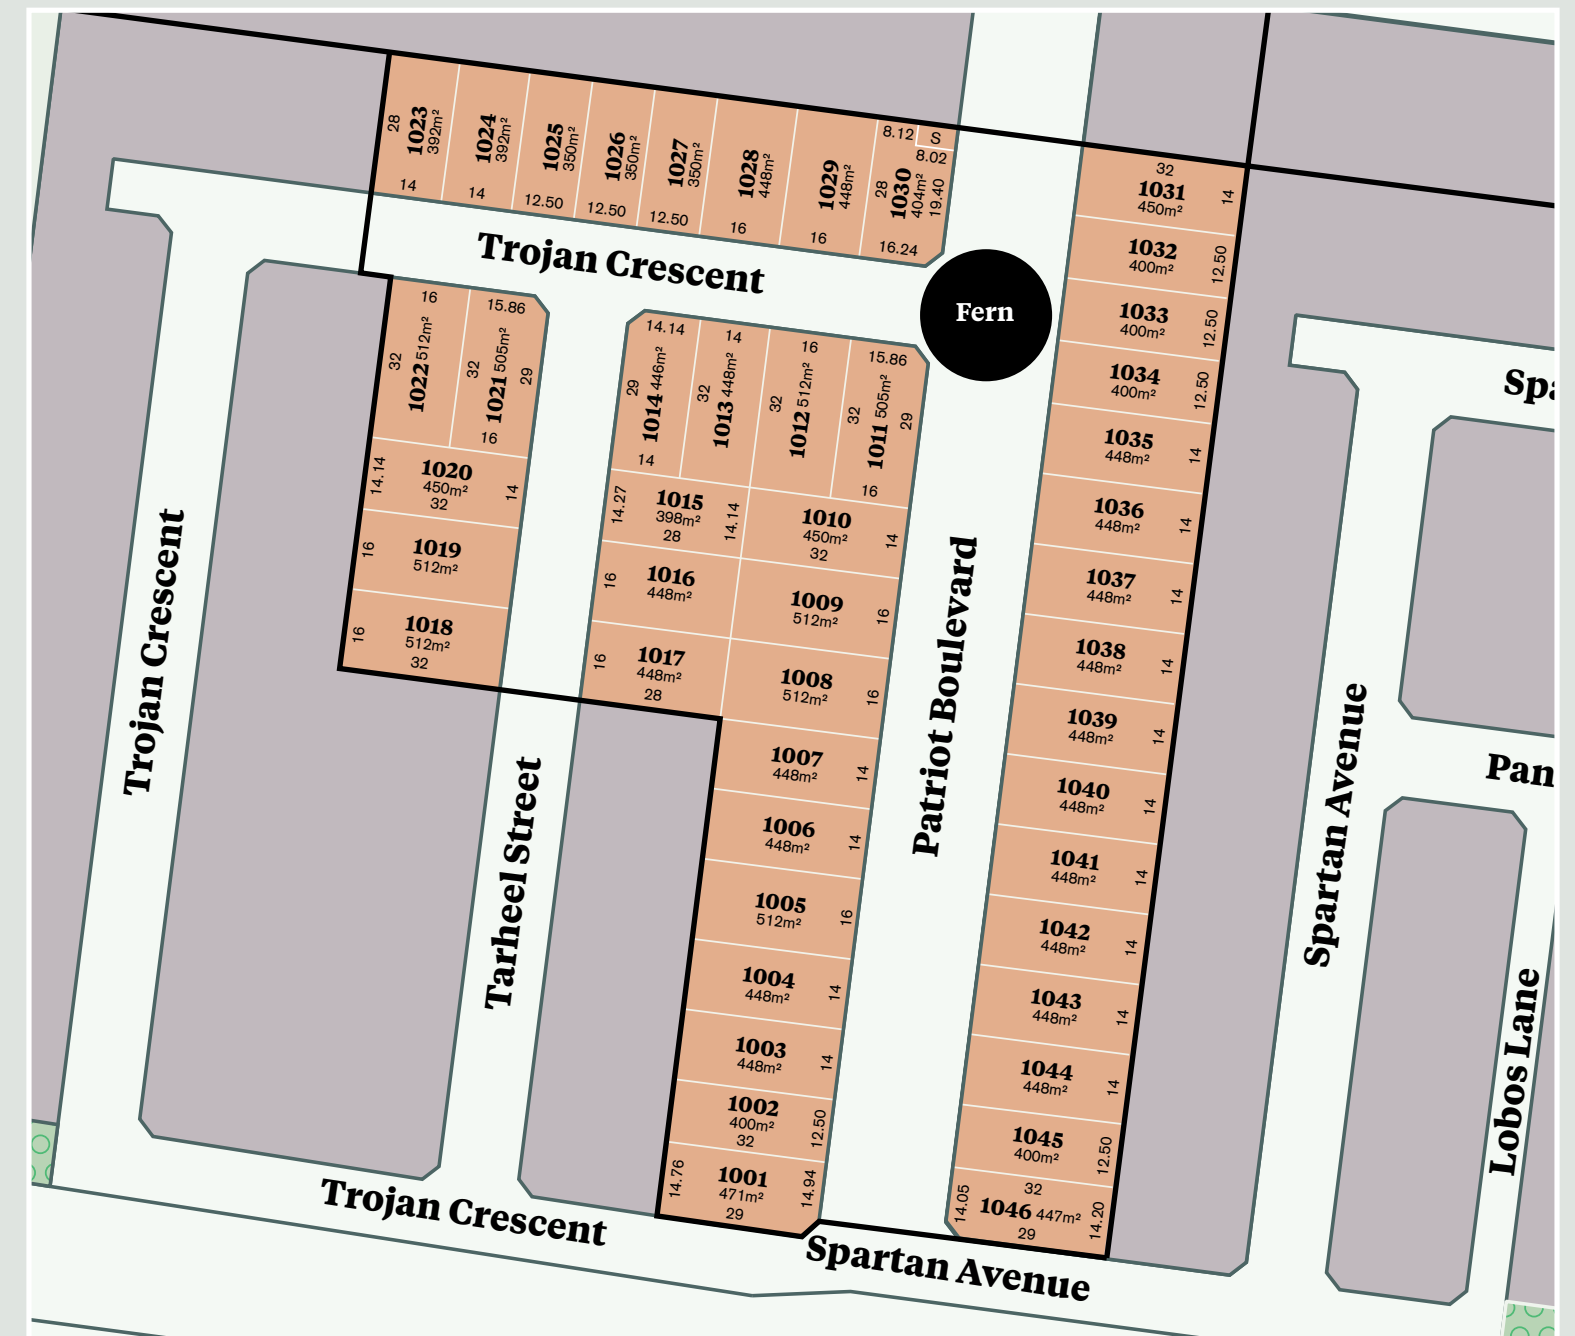 28
1023
392m²
14
1024
392m²
14
1025
350m²
12.50
1026
350m²
12.50
1027
350m²
12.50
1028
448m²
16
1029
448m²
16
8.12
S
8.02
28
1030
404m²
19.40
16.24
32
1031
450m²
14
1032
400m²
12.50
1033
400m²
12.50
1034
400m²
12.50
1035
448m²
14
1036
448m²
14
1037
448m²
14
1038
448m²
14
1039
448m²
14
1040
448m²
14
1041
448m²
14
1042
448m²
14
1043
448m²
14
1044
448m²
14
1045
400m²
12.50
32
14.05
1046 447m²
14.20
29
Trojan Crescent
Fern
16
32
1022 512m²
15.86
32
1021 505m²
29
16
14.14
1020
450m²
32
14
16
1019
512m²
16
1018
512m²
32
14.14
29
1014 446m²
14
14
32
1013 448m²
16
32
1012 512m²
15.86
32
1011 505m²
29
16
14.27
1015
398m²
28
14.14
1010
450m²
32
14
16
1016
448m²
1009
512m²
16
16
1017
448m²
28
1008
512m²
16
1007
448m²
14
1006
448m²
14
1005
512m²
16
1004
448m²
14
1003
448m²
14
1002
400m²
32
12.50
14.76
1001
471m²
29
14.94
Trojan Crescent
Tarheel Street
Patriot Boulevard
Spartan Avenue
Lobos Lane
Spa
Pan
Trojan Crescent
Spartan Avenue